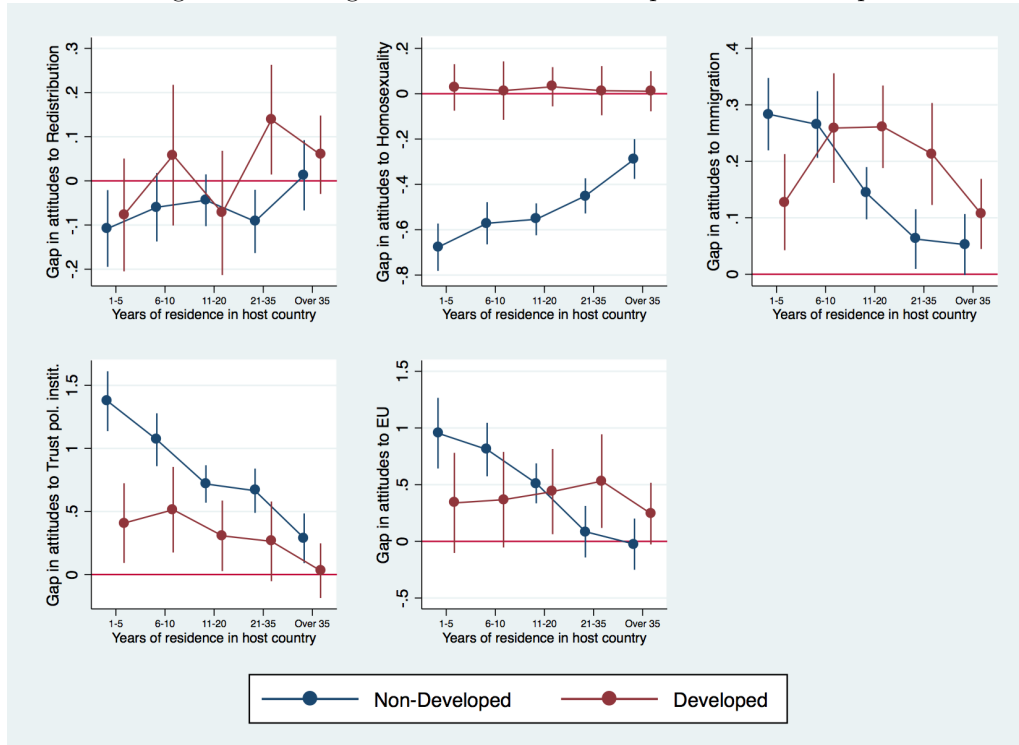 Gap in attitudes to Redistribution
.3
.2
.1
0
-.1
-.2
1-5 6-10 11-20 21-35 Over 35
Years of residence in host country
Gap in attitudes to Homosexuality
.2
0
-.2
-.4
-.6
-.8
1-5 6-10 11-20 21-35 Over 35
Years of residence in host country
Gap in attitudes to Immigration
.4
.3
.2
.1
0
1-5 6-10 11-20 21-35 Over 35
Years of residence in host country
Gap in attitudes to Trust pol. instit.
1.5
1
.5
0
1-5 6-10 11-20 21-35 Over 35
Years of residence in host country
Gap in attitudes to EU
1.5
1
.5
0
-.5
1-5 6-10 11-20 21-35 Over 35
Years of residence in host country
Non-Developed Developed